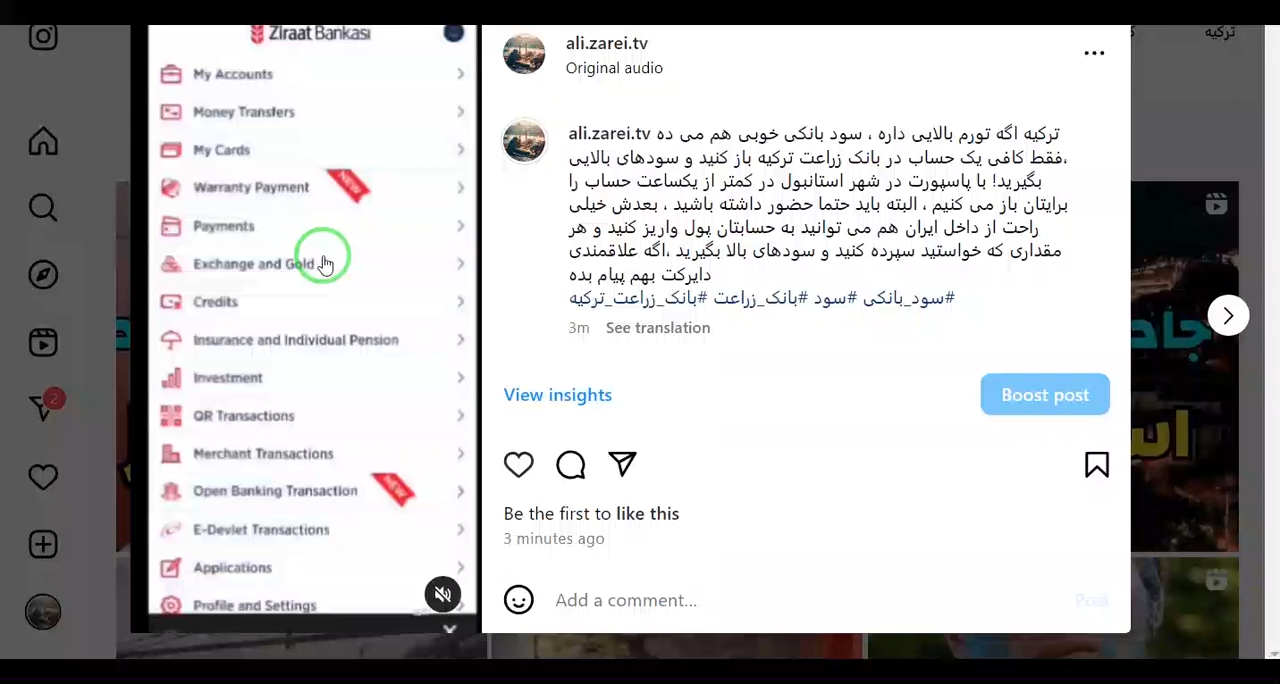 Ziraat Bankası
My Accounts
Money Transfers
My Cards
Warranty Payment
NEW
Payments
Exchange and Gold
Credits
Insurance and Individual Pension
Investment
QR Transactions
Merchant Transactions
Open Banking Transaction
NEW
E-Devlet Transactions
Applications
Profile and Settings
2
ali.zarei.tv
Original audio
ali.zarei.tv ترکیه اگه تورم بالایی داره ، سود بانکی خوبی هم می ده
،فقط کافی یک حساب در بانک زراعت ترکیه باز کنید و سودهای بالایی
بگیرید! با پاسپورت در شهر استانبول در کمتر از یکساعت حساب را
برایتان باز می کنیم ، البته باید حتما حضور داشته باشید ، بعدش خیلی
راحت از داخل ایران هم می توانید به حسابتان پول واریز کنید و هر
مقداری که خواستید سپرده کنید و سودهای بالا بگیرید ،اگه علاقمندی
دایرکت بهم پیام بده
#سود_بانکی #سود #بانک_زراعت #بانک_زراعت_ترکیه
3m See translation
View insights
Boost post
Be the first to like this
3 minutes ago
Add a comment...
Post
ترکیه